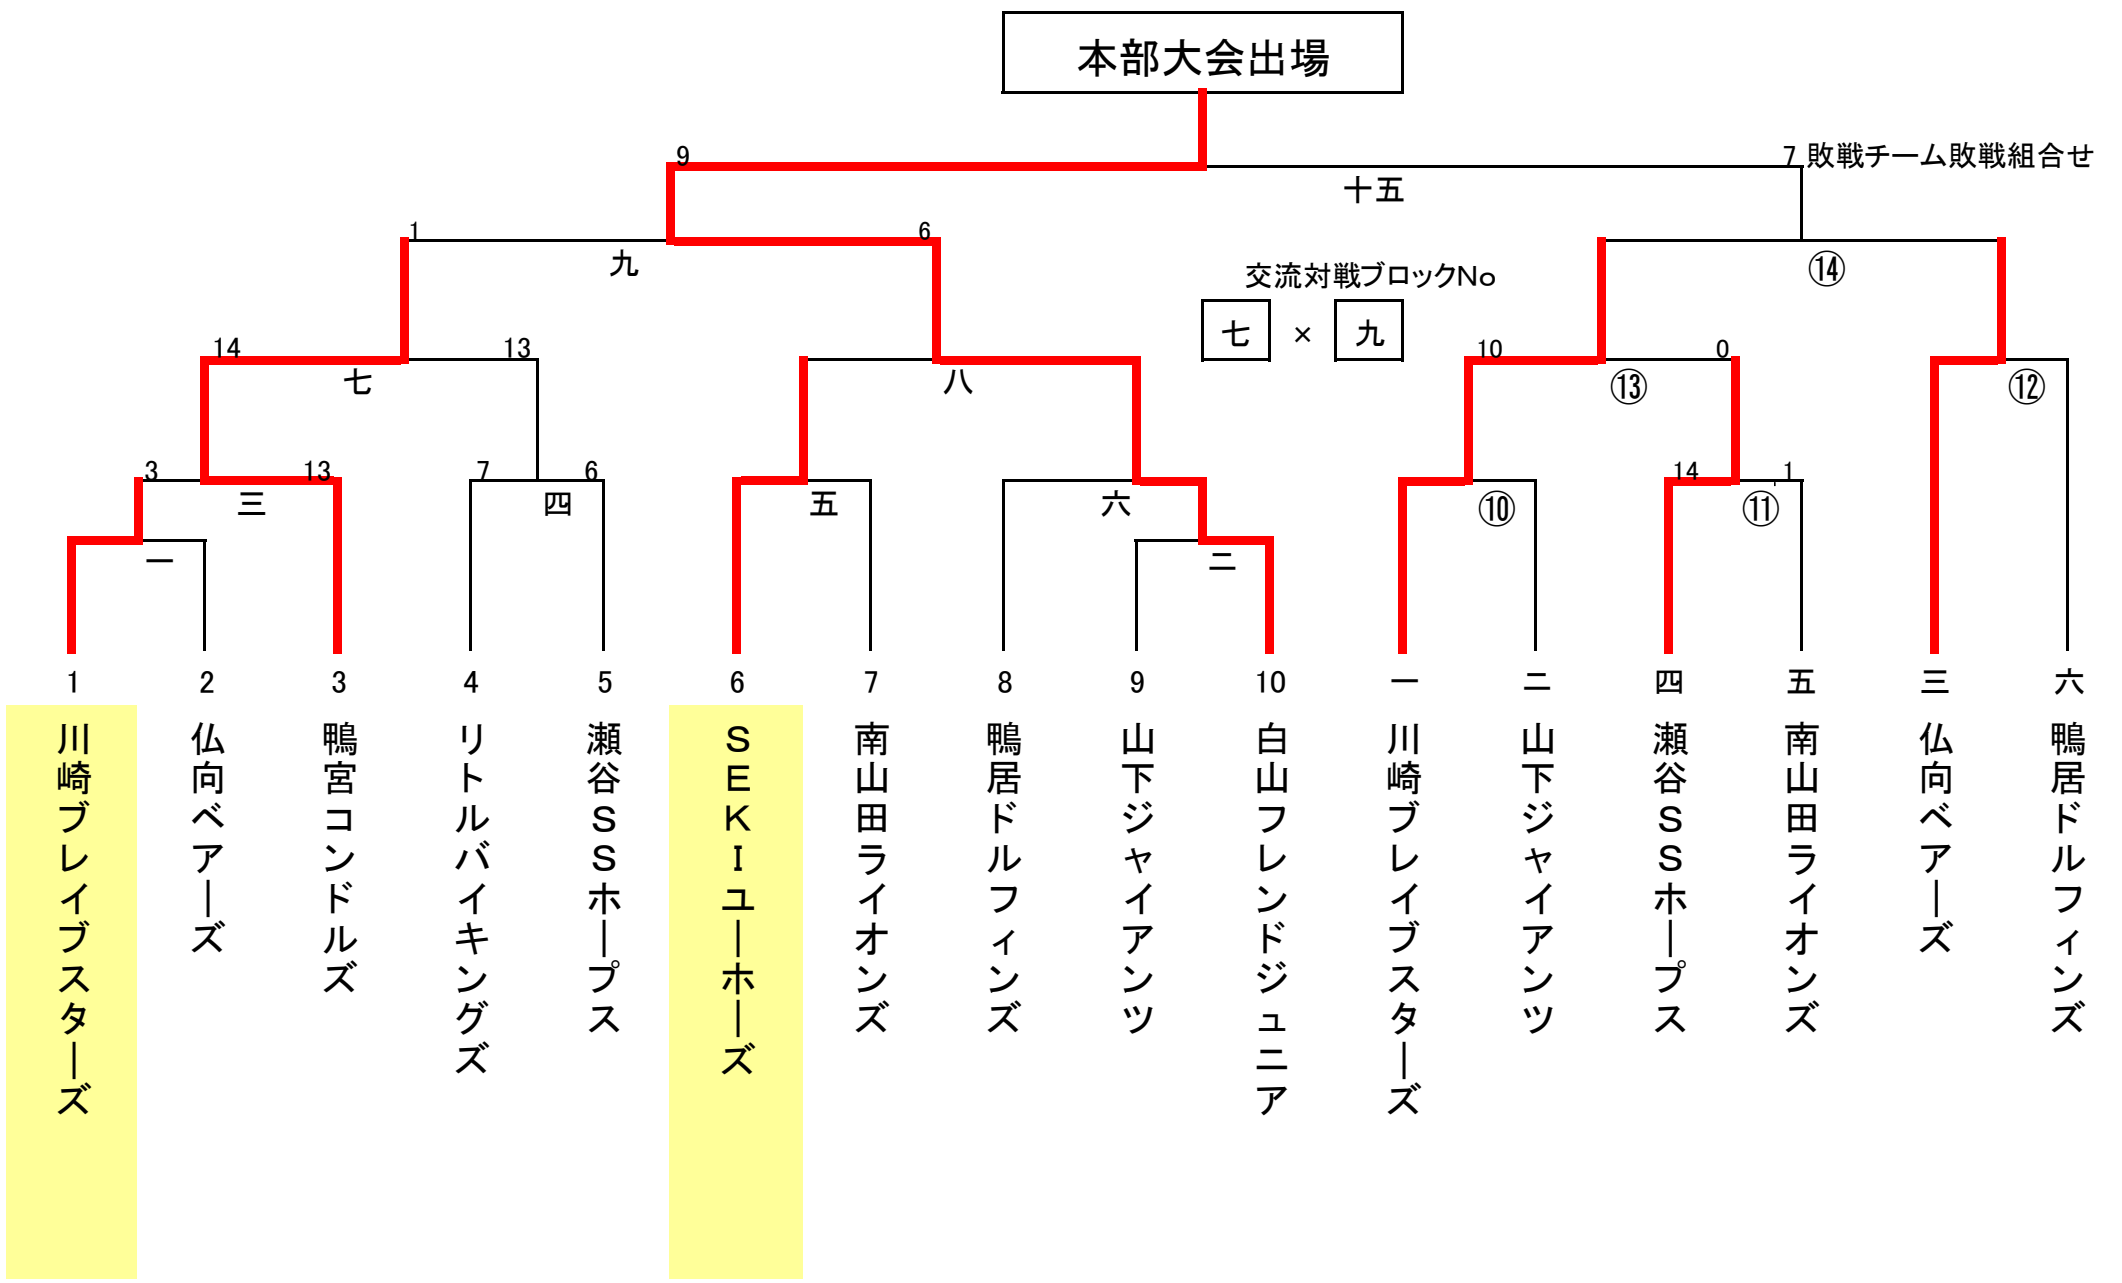 本部大会出場
9
7 敗戦チーム敗戦組合せ
十五
1
6
九
⑭
交流対戦ブロックNo
七 × 九
14
13
10
0
七
八
⑬
⑫
3
13
7
6
14
1
三
四
五
六
⑩
⑪
一
二
1
2
3
4
5
6
7
8
9
10
一
二
四
五
三
六
川崎ブレイブスターズ
仏向ベアーズ
鴨宮コンドルズ
リトルバイキングズ
瀬谷SSホープス
SEKIユーホーズ
南山田ライオンズ
鴨居ドルフィンズ
山下ジャイアンツ
白山フレンドジュニア
川崎ブレイブスターズ
山下ジャイアンツ
瀬谷SSホープス
南山田ライオンズ
仏向ベアーズ
鴨居ドルフィンズ